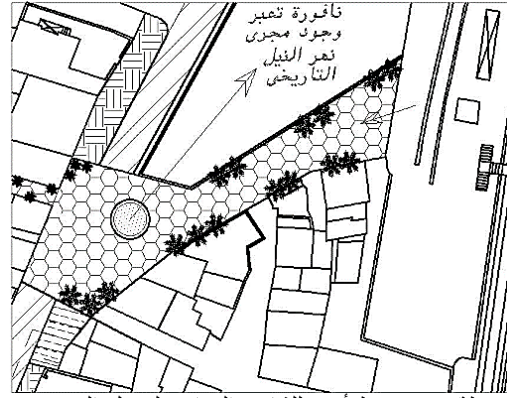 نافورة تعبر
وجود مجرى
نهر النيل
التاريخي